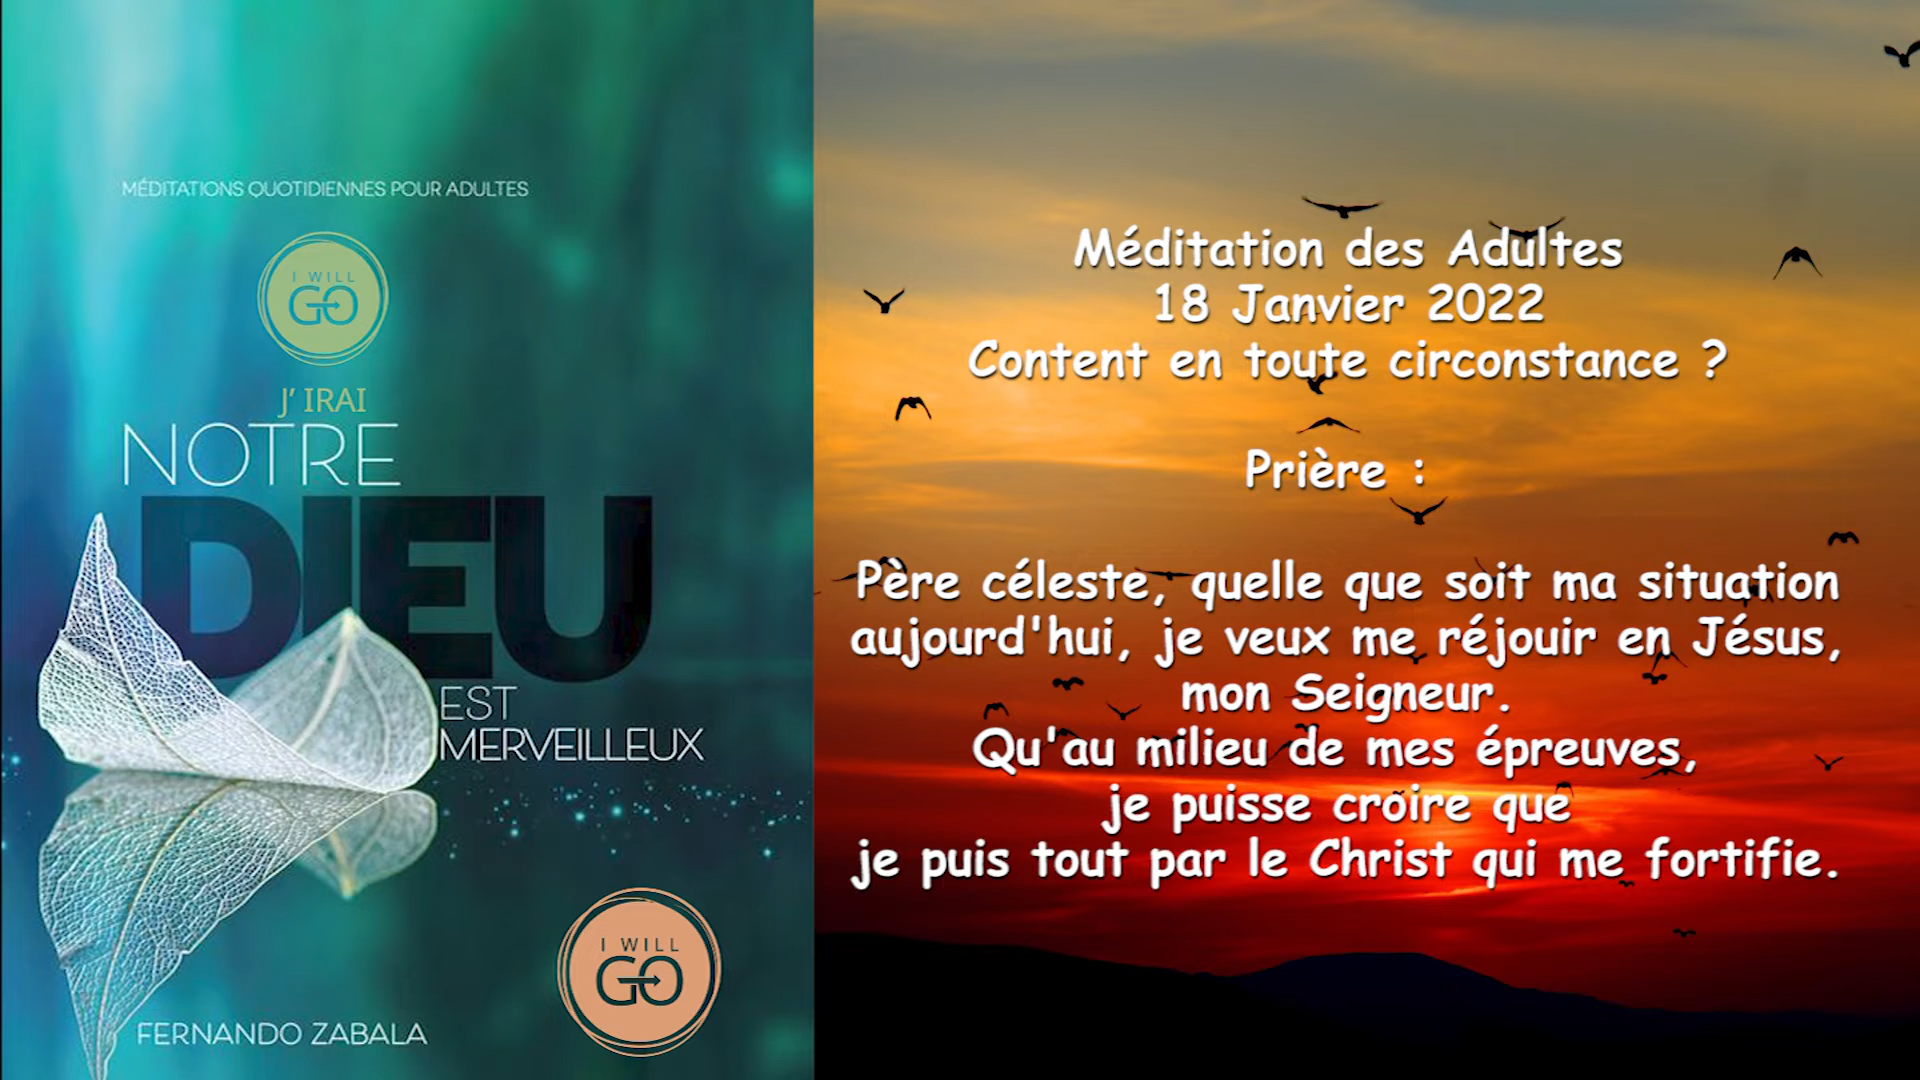 MÉDITATIONS QUOTIDIENNES POUR ADULTES
I WILL
GO
J' IRAI
NOTRE
DIEU
EST
MERVEILLEUX
I WILL
GO
FERNANDO ZABALA
Méditation des Adultes
18 Janvier 2022
Content en toute circonstance ?
Prière :
Père céleste, quelle que soit ma situation
aujourd'hui, je veux me réjouir en Jésus,
mon Seigneur.
Qu'au milieu de mes épreuves,
je puisse croire que
je puis tout par le Christ qui me fortifie.